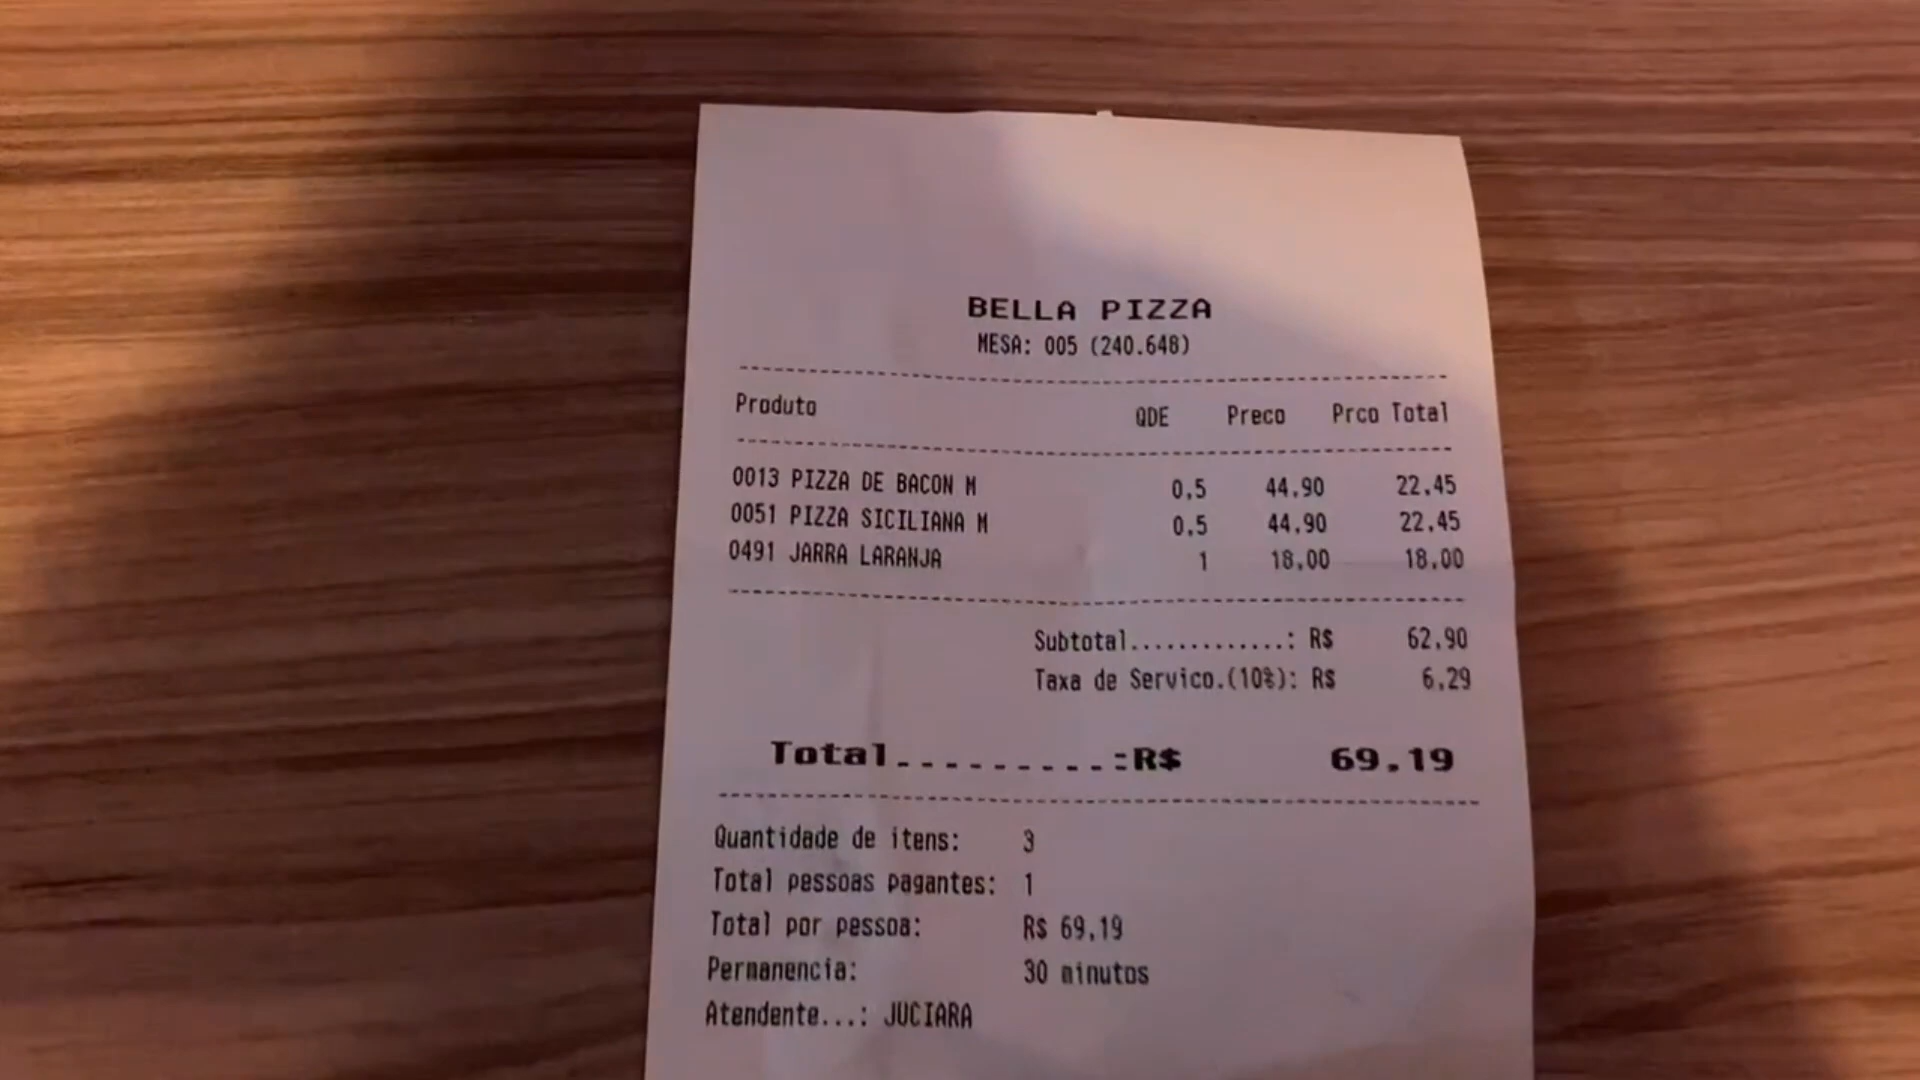 BELLA PIZZA
MESA: 005 (240.648)
Produto QDE Preco Prco Total
0013 PIZZA DE BACON M 0,5 44,90 22,45
0051 PIZZA SICILIANA M 0,5 44,90 22,45
0491 JARRA LARANJA 1 18,00 18,00
Subtotal.............: R$ 62,90
Taxa de Servico.(10%): R$ 6,29
Total..........:R$ 69,19
Quantidade de itens: 3
Total pessoas pagantes: 1
Total por pessoa: R$ 69,19
Permanencia: 30 minutos
Atendente...: JUCIARA